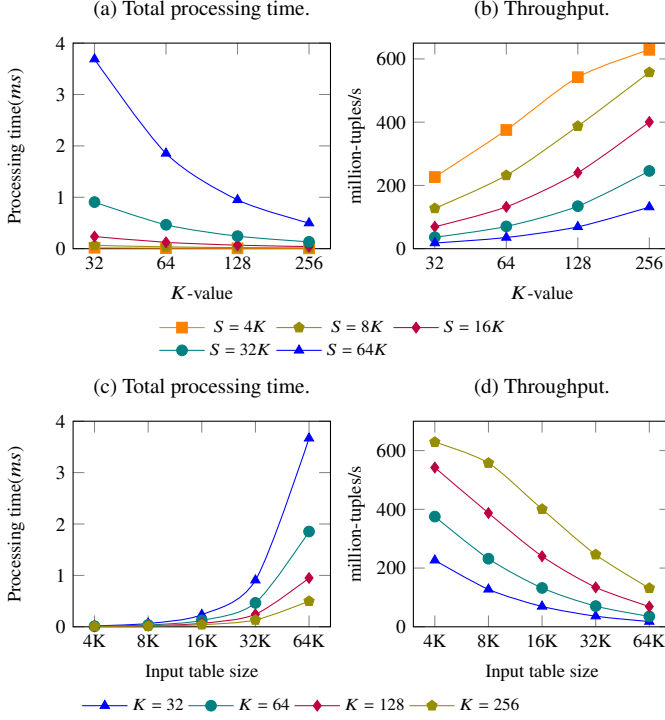 (a) Total processing time.
(b) Throughput.
Processing time(ms)
4
3
2
1
0
32 64 128 256
K-value
million-tuples/s
600
400
200
0
32 64 128 256
K-value
S = 4K S = 8K S = 16K
S = 32K S = 64K
(c) Total processing time.
(d) Throughput.
Processing time(ms)
4
3
2
1
0
4K 8K 16K 32K 64K
Input table size
million-tuples/s
600
400
200
0
4K 8K 16K 32K 64K
Input table size
K = 32 K = 64 K = 128 K = 256